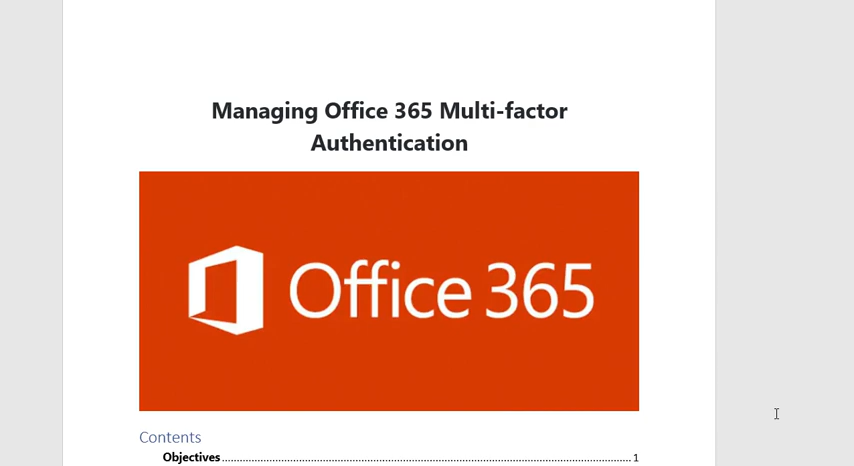 Managing Office 365 Multi-factor
Authentication
Office 365
Contents
Objectives........................................................................................................................................1